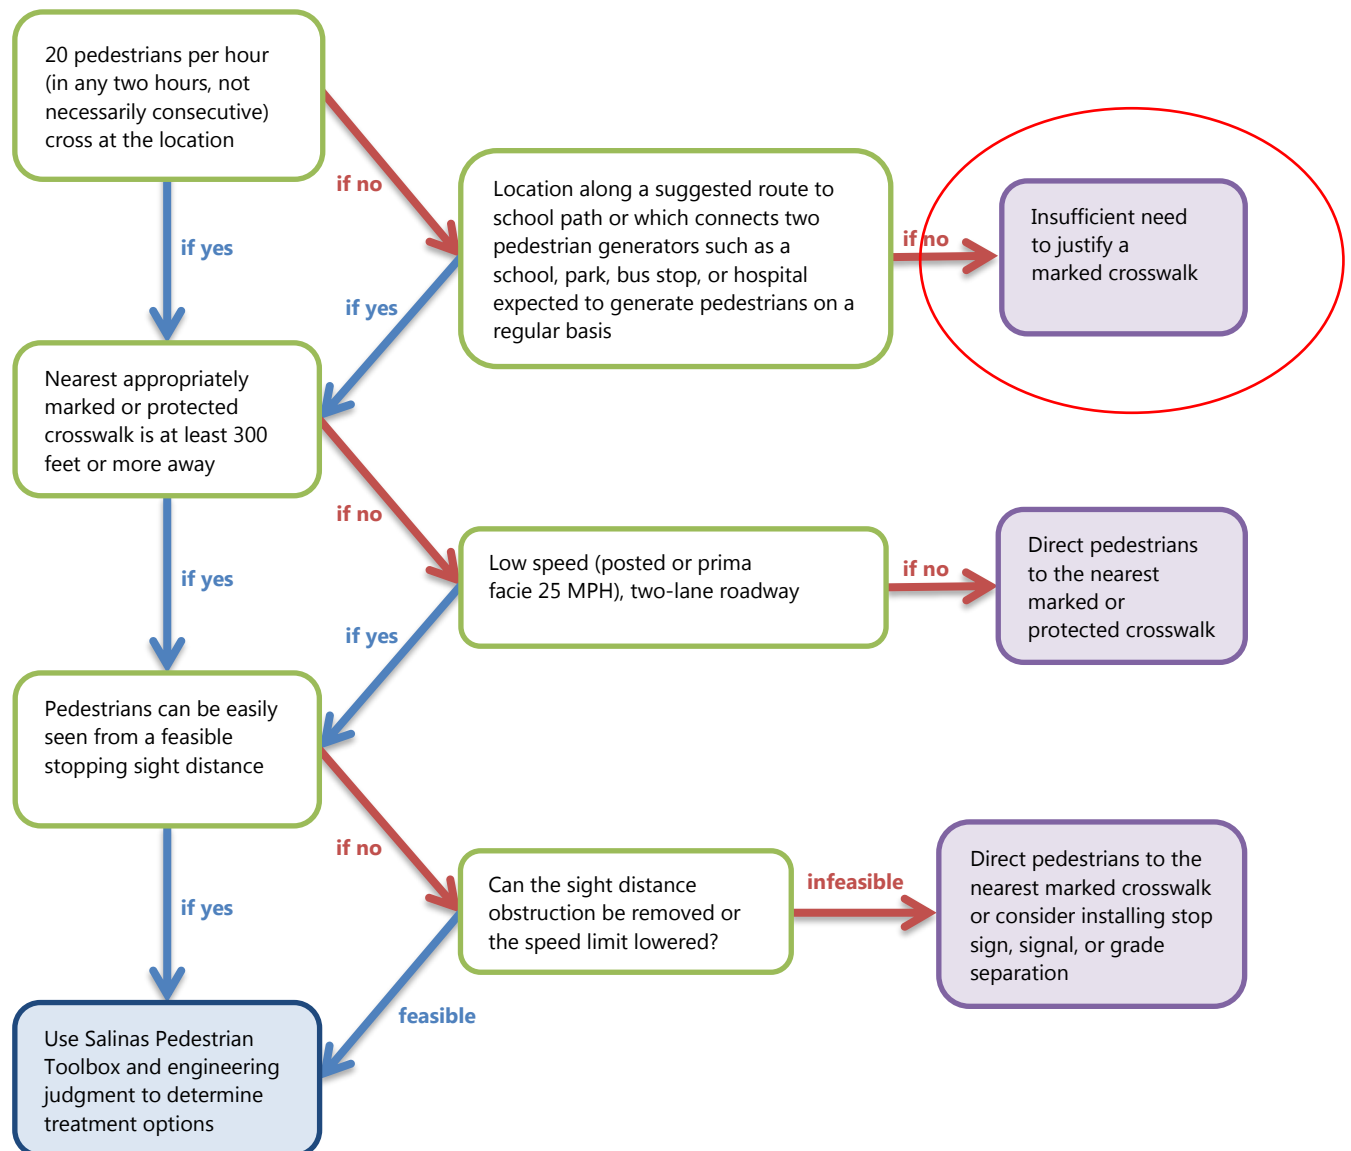 20 pedestrians per hour
(in any two hours, not
necessarily consecutive)
cross at the location
if no
if yes
Location along a suggested route to
school path or which connects two
pedestrian generators such as a
school, park, bus stop, or hospital
expected to generate pedestrians on a
regular basis
if no
Insufficient need
to justify a
marked crosswalk
if yes
Nearest appropriately
marked or protected
crosswalk is at least 300
feet or more away
if no
if yes
Low speed (posted or prima
facie 25 MPH), two-lane roadway
if no
Direct pedestrians
to the nearest
marked or
protected crosswalk
if yes
Pedestrians can be easily
seen from a feasible
stopping sight distance
if no
if yes
Can the sight distance
obstruction be removed or
the speed limit lowered?
infeasible
Direct pedestrians to the
nearest marked crosswalk
or consider installing stop
sign, signal, or grade
separation
feasible
Use Salinas Pedestrian
Toolbox and engineering
judgment to determine
treatment options